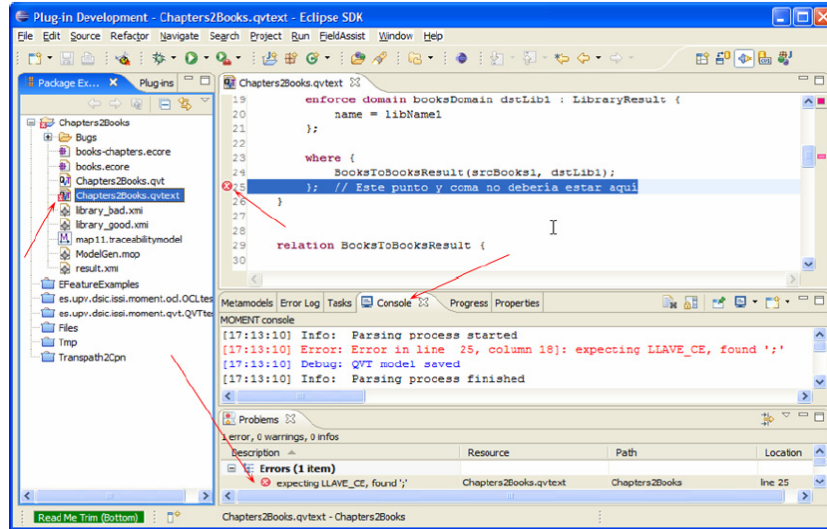 Plug-in Development - Chapters2Books.qvtext - Eclipse SDK
File Edit Source Refactor Navigate Search Project Run FieldAssist Window Help
Package Ex... Plug-ins
Chapters2Books
Bugs
books-chapters.ecore
books.ecore
Chapters2Books.qvt
Chapters2Books.qvtext
library_bad.xmi
library_good.xmi
map11.traceabilitymodel
ModelGen.mop
result.xmi
EFeatureExamples
es.upv.dsic.issi.moment.ocl.OCLtes
es.upv.dsic.issi.moment.qvt.QVTte
Files
Tmp
Transpath2Cpn
Chapters2Books.qvtext
19 enforce domain booksDomain dstLib1 : LibraryResult {
20 name = libName1
21 };
22
23 where {
24 BooksToBooksResult(srcBooks1, dstLib1);
25 }; // Este punto y coma no debería estar aquí
26 }
27
28
29 relation BooksToBooksResult {
30
Metamodels Error Log Tasks Console Progress Properties
MOMENT console
[17:13:10] Info: Parsing process started
[17:13:10] Error: Error in line 25, column 18]: expecting LLAVE_CE, found ';'
[17:13:10] Debug: QVT model saved
[17:13:10] Info: Parsing process finished
Problems
1 error, 0 warnings, 0 infos
Description Resource Path Location
Errors (1 item)
expecting LLAVE_CE, found ';' Chapters2Books.qvtext Chapters2Books line 25
Read Me Trim (Bottom) Chapters2Books.qvtext - Chapters2Books